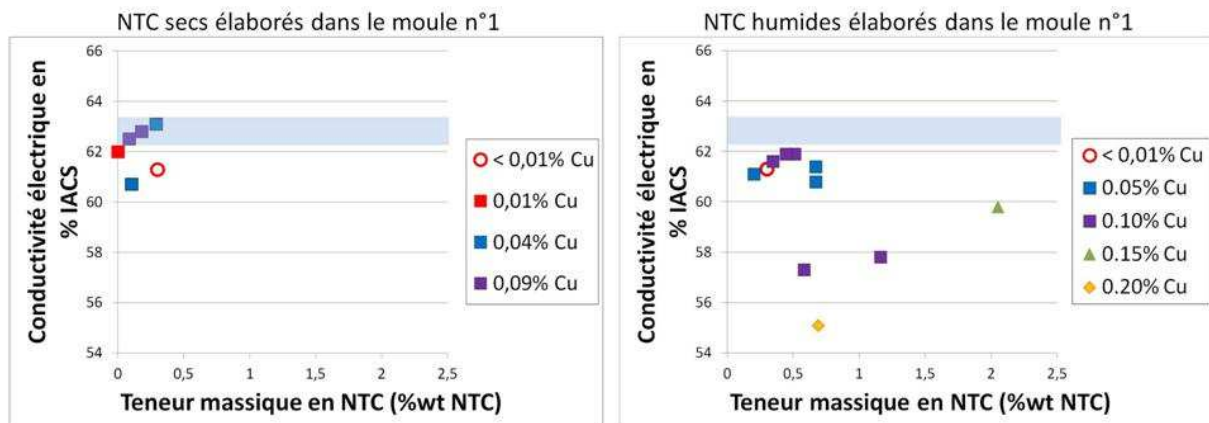 NTC secs élaborés dans le moule n°1
Conductivité électrique en
% IACS
66
64
62
60
58
56
54
0
0,5
1
1,5
2
2,5
Teneur massique en NTC (%wt NTC)
< 0,01% Cu
0,01% Cu
0,04% Cu
0,09% Cu
NTC humides élaborés dans le moule n°1
Conductivité électrique en
% IACS
66
64
62
60
58
56
54
0
0,5
1
1,5
2
2,5
Teneur massique en NTC (%wt NTC)
< 0,01% Cu
0.05% Cu
0.10% Cu
0.15% Cu
0.20% Cu